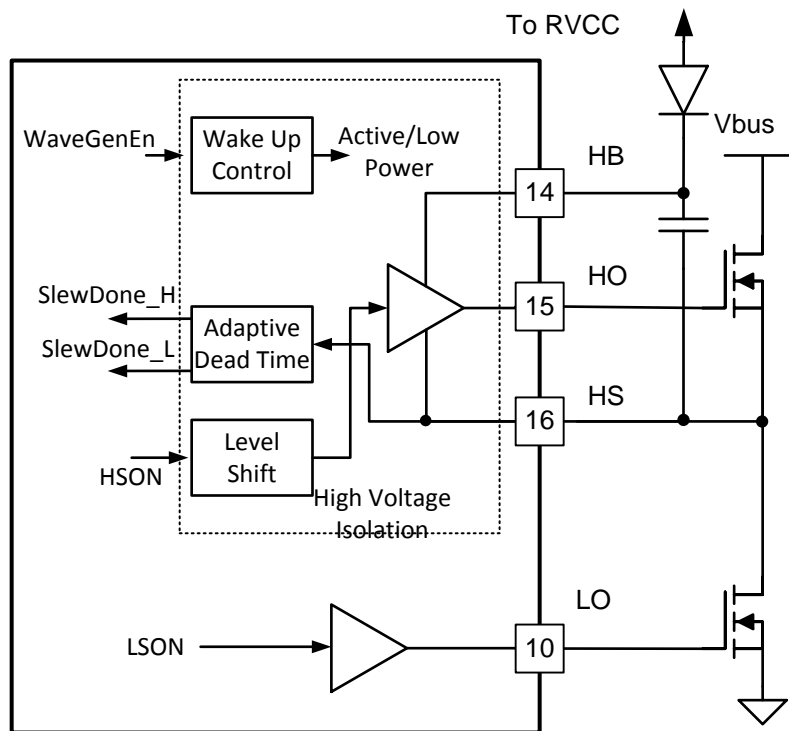 To RVCC
Vbus
WaveGenEn
Wake Up
Control
Active/Low
Power
HB
14
SlewDone_H
SlewDone_L
Adaptive
Dead Time
HO
15
HS
16
HSON
Level
Shift
High Voltage
Isolation
LO
LSON
10